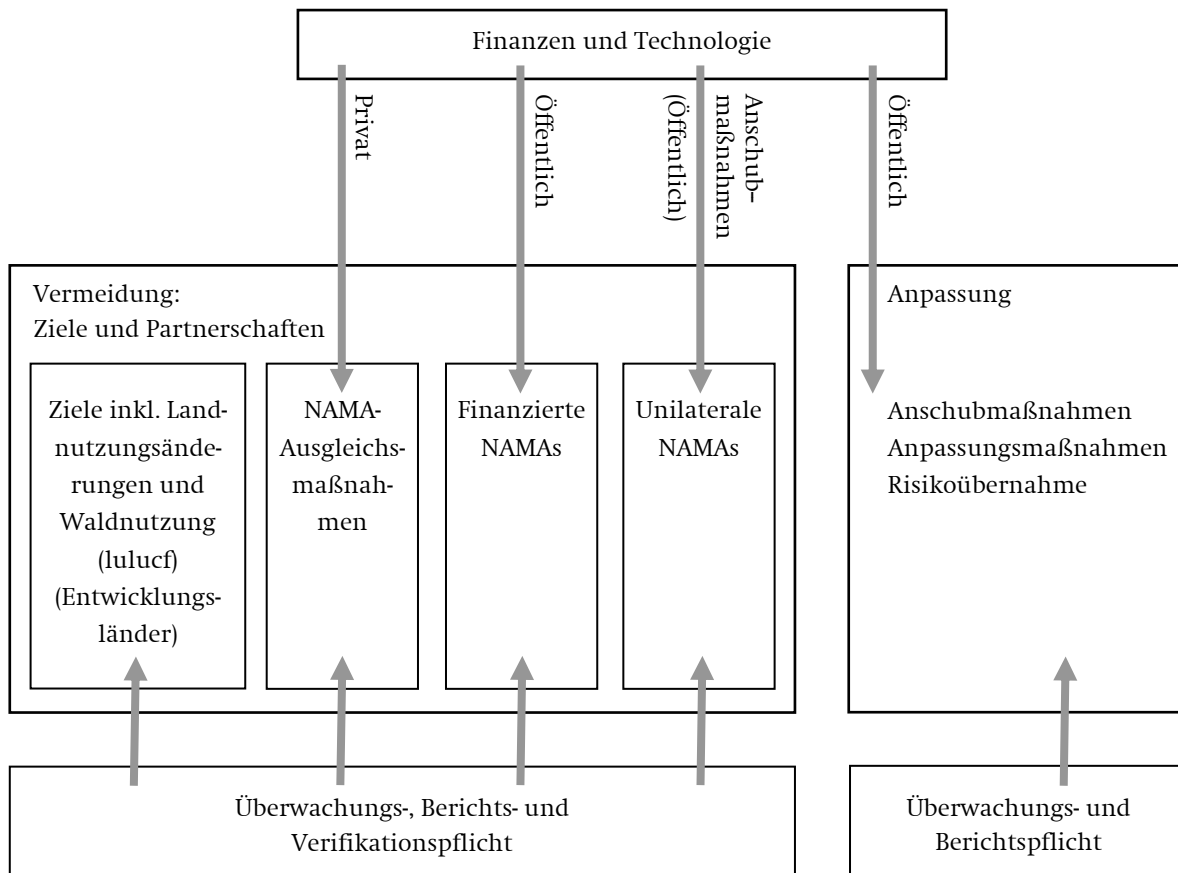 Finanzen und Technologie
Privat
Öffentlich
Anschub-
maßnahmen
(Öffentlich)
Öffentlich
Vermeidung:
Ziele und Partnerschaften
Ziele inkl. Land-
nutzungsände-
rungen und
Waldnutzung
(lulucf)
(Entwicklungs-
länder)
NAMA-
Ausgleichs-
maßnah-
men
Finanzierte
NAMAs
Unilaterale
NAMAs
Anpassung
Anschubmaßnahmen
Anpassungsmaßnahmen
Risikoübernahme
Überwachungs-, Berichts- und
Verifikationspflicht
Überwachungs- und
Berichtspflicht